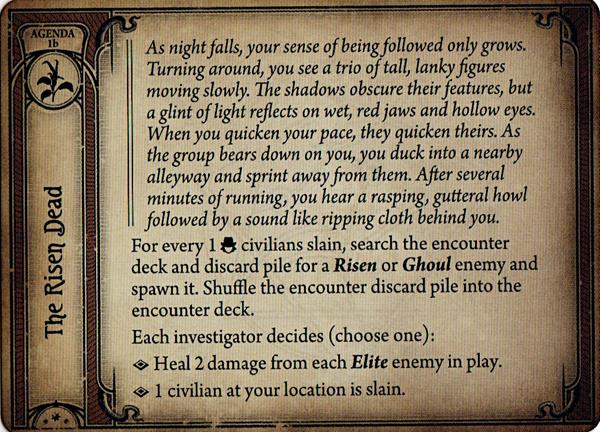 AGENDA
1b
The Risen Dead
As night falls, your sense of being followed only grows.
Turning around, you see a trio of tall, lanky figures
moving slowly. The shadows obscure their features, but
a glint of light reflects on wet, red jaws and hollow eyes.
When you quicken your pace, they quicken theirs. As
the group bears down on you, you duck into a nearby
alleyway and sprint away from them. After several
minutes of running, you hear a rasping, gutteral howl
followed by a sound like ripping cloth behind you.
For every 1 civilians slain, search the encounter
deck and discard pile for a Risen or Ghoul enemy and
spawn it. Shuffle the encounter discard pile into the
encounter deck.
Each investigator decides (choose one):
Heal 2 damage from each Elite enemy in play.
1 civilian at your location is slain.